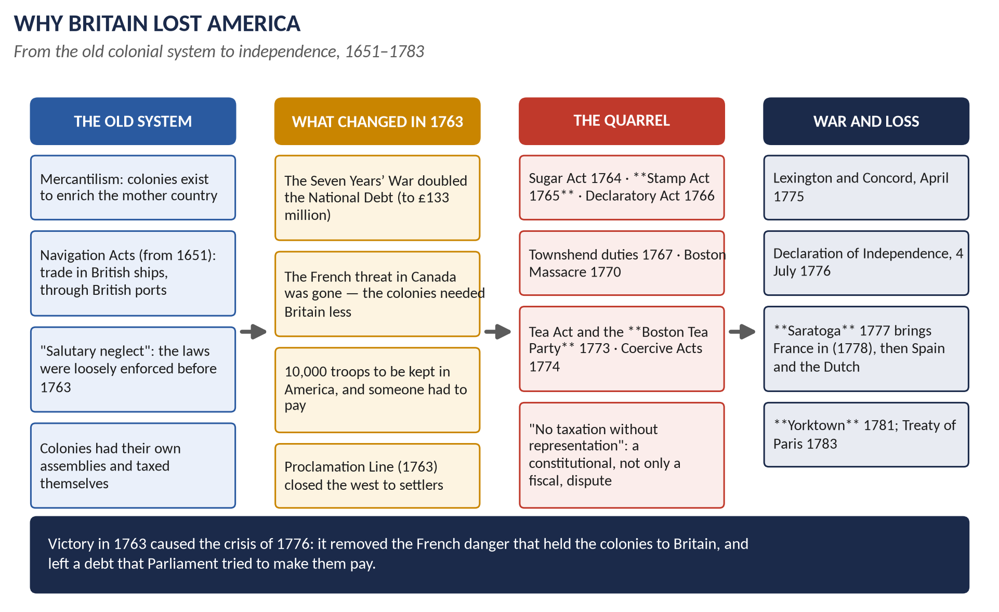 WHY BRITAIN LOST AMERICA
From the old colonial system to independence, 1651–1783
THE OLD SYSTEM
Mercantilism: colonies exist
to enrich the mother country
Navigation Acts (from 1651):
trade in British ships,
through British ports
"Salutary neglect": the laws
were loosely enforced before
1763
Colonies had their own
assemblies and taxed
themselves
WHAT CHANGED IN 1763
The Seven Years’ War doubled
the National Debt (to £133
million)
The French threat in Canada
was gone — the colonies needed
Britain less
10,000 troops to be kept in
America, and someone had to
pay
Proclamation Line (1763)
closed the west to settlers
THE QUARREL
Sugar Act 1764 · **Stamp Act
1765** · Declaratory Act 1766
Townshend duties 1767 · Boston
Massacre 1770
Tea Act and the **Boston Tea
Party** 1773 · Coercive Acts
1774
"No taxation without
representation": a
constitutional, not only a
fiscal, dispute
WAR AND LOSS
Lexington and Concord, April
1775
Declaration of Independence, 4
July 1776
**Saratoga** 1777 brings
France in (1778), then Spain
and the Dutch
**Yorktown** 1781; Treaty of
Paris 1783
Victory in 1763 caused the crisis of 1776: it removed the French danger that held the colonies to Britain, and
left a debt that Parliament tried to make them pay.